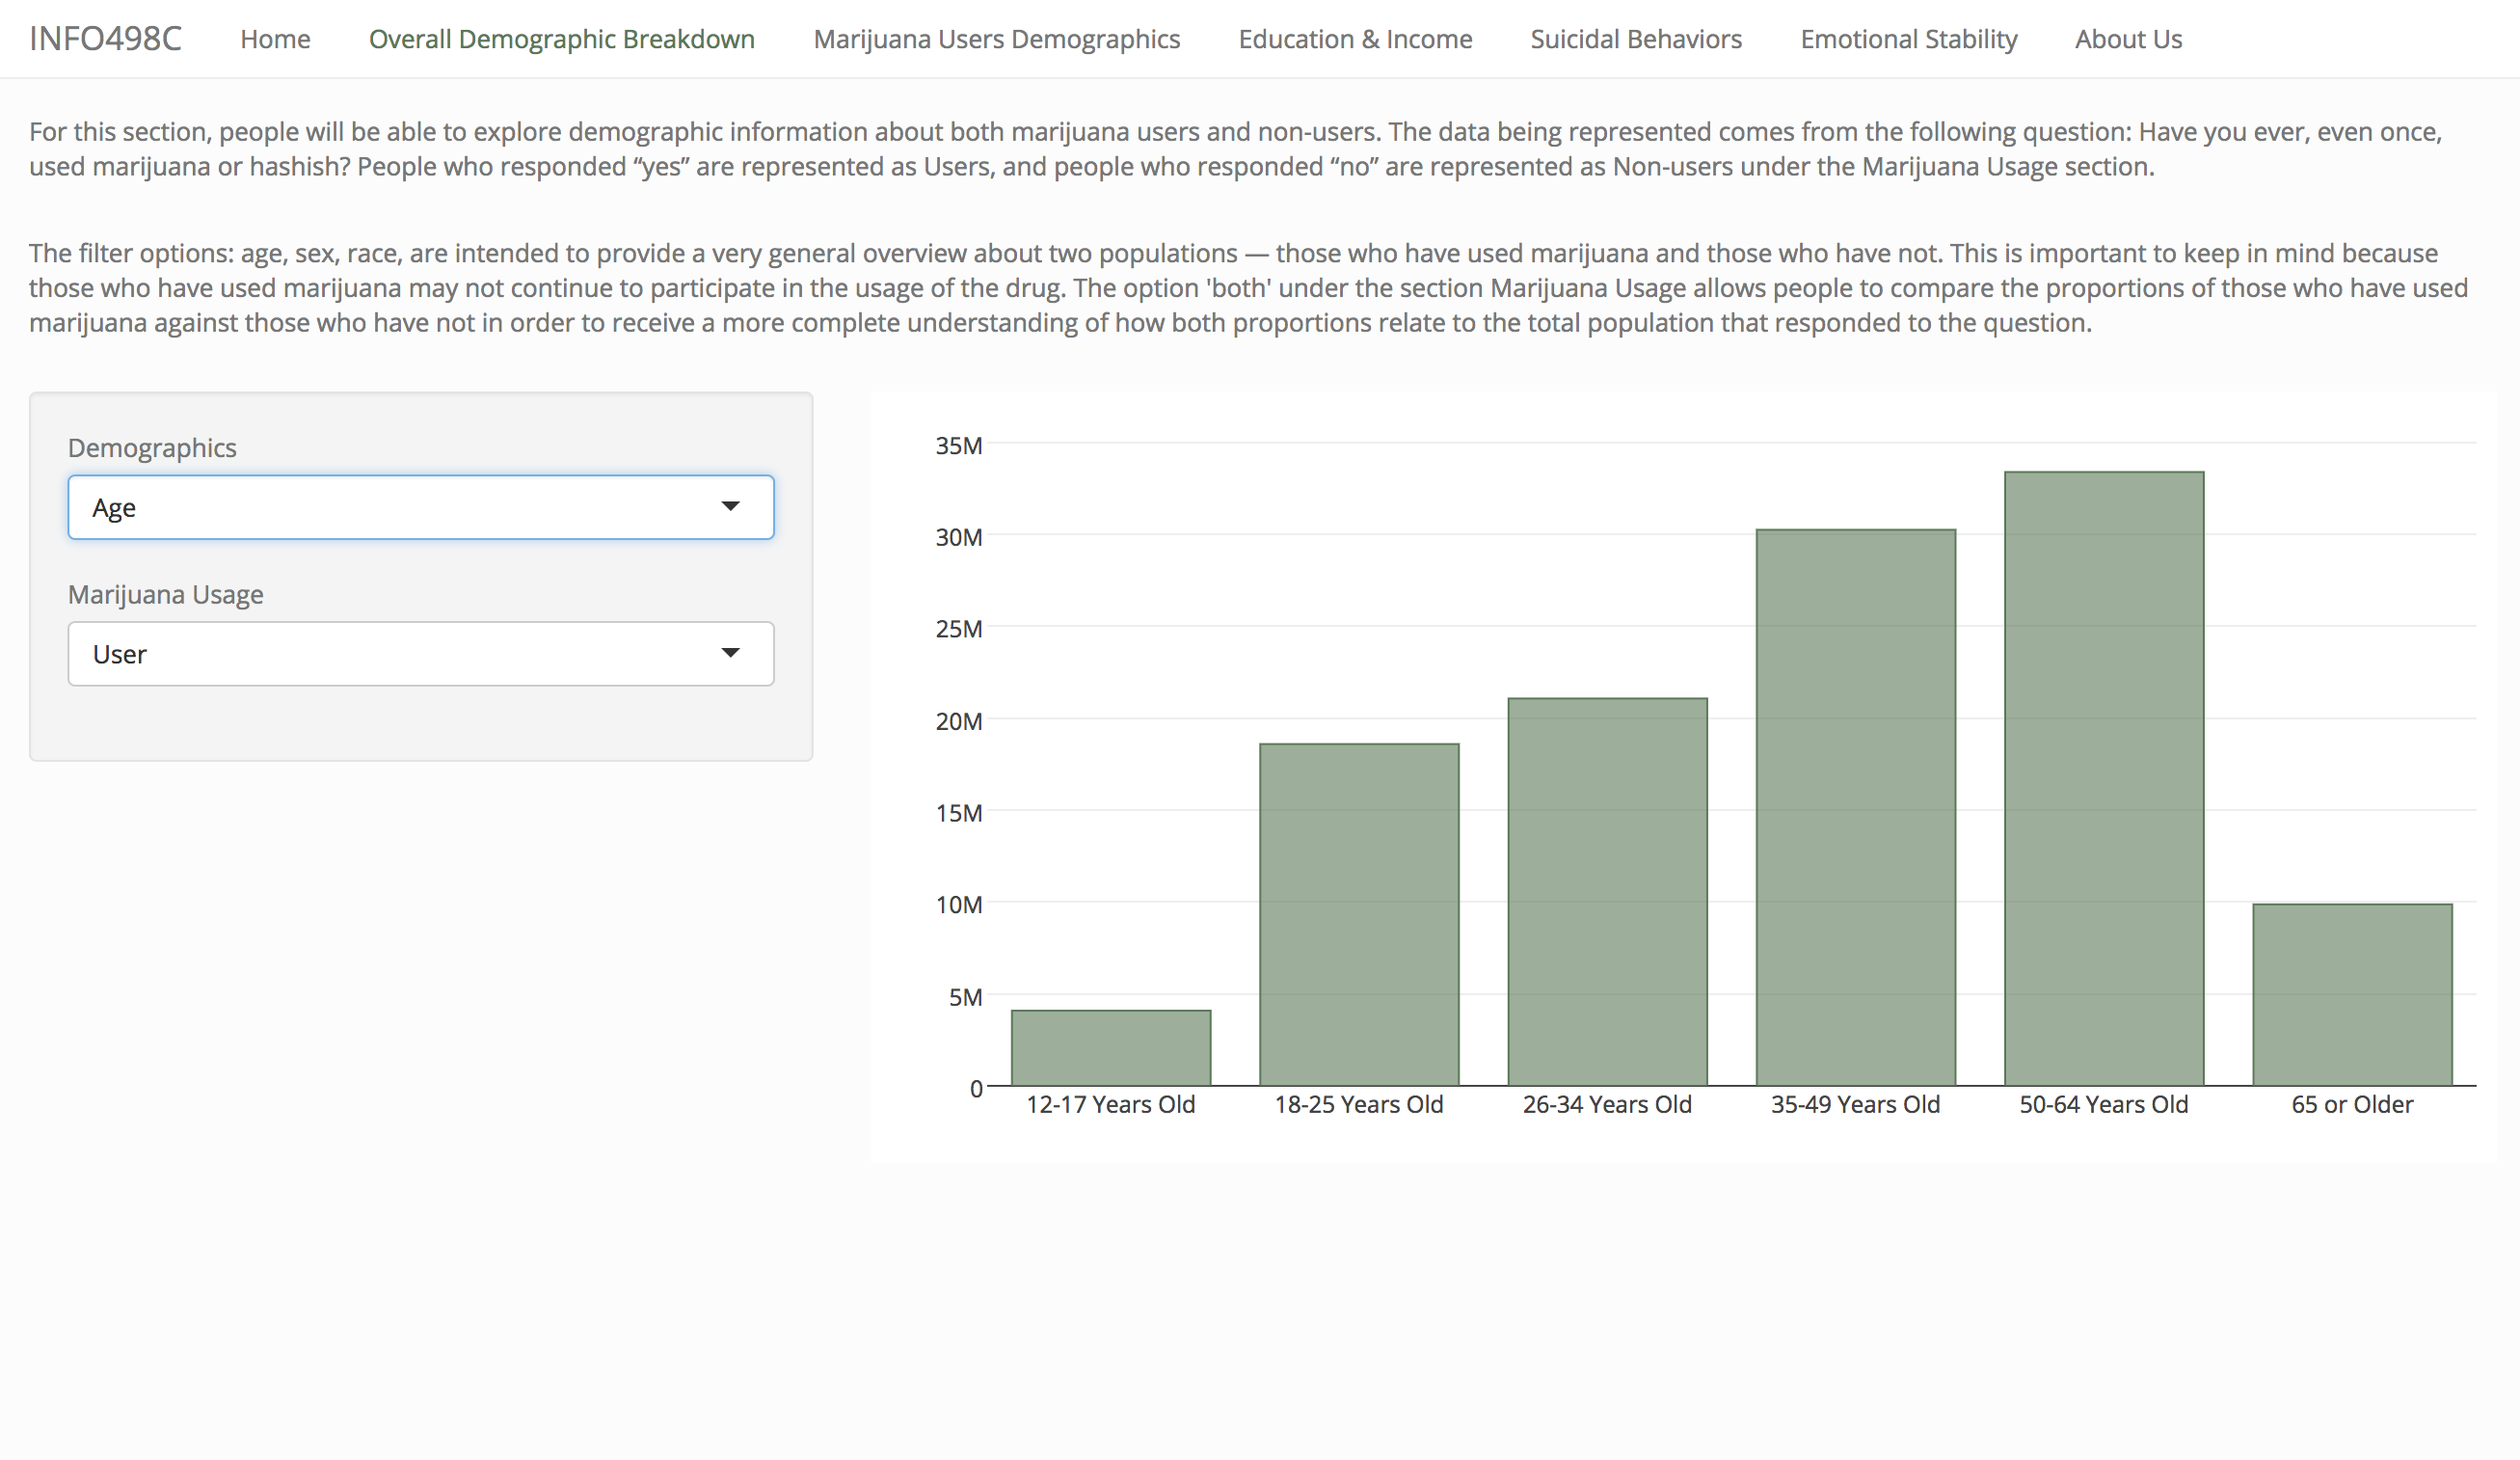 INFO498C Home Overall Demographic Breakdown Marijuana Users Demographics Education & Income Suicidal Behaviors Emotional Stability About Us
For this section, people will be able to explore demographic information about both marijuana users and non-users. The data being represented comes from the following question: Have you ever, even once,
used marijuana or hashish? People who responded “yes” are represented as Users, and people who responded “no” are represented as Non-users under the Marijuana Usage section.
The filter options: age, sex, race, are intended to provide a very general overview about two populations — those who have used marijuana and those who have not. This is important to keep in mind because
those who have used marijuana may not continue to participate in the usage of the drug. The option 'both' under the section Marijuana Usage allows people to compare the proportions of those who have used
marijuana against those who have not in order to receive a more complete understanding of how both proportions relate to the total population that responded to the question.
Demographics
Age
Marijuana Usage
User
35M
30M
25M
20M
15M
10M
5M
0
12-17 Years Old 18-25 Years Old 26-34 Years Old 35-49 Years Old 50-64 Years Old 65 or Older